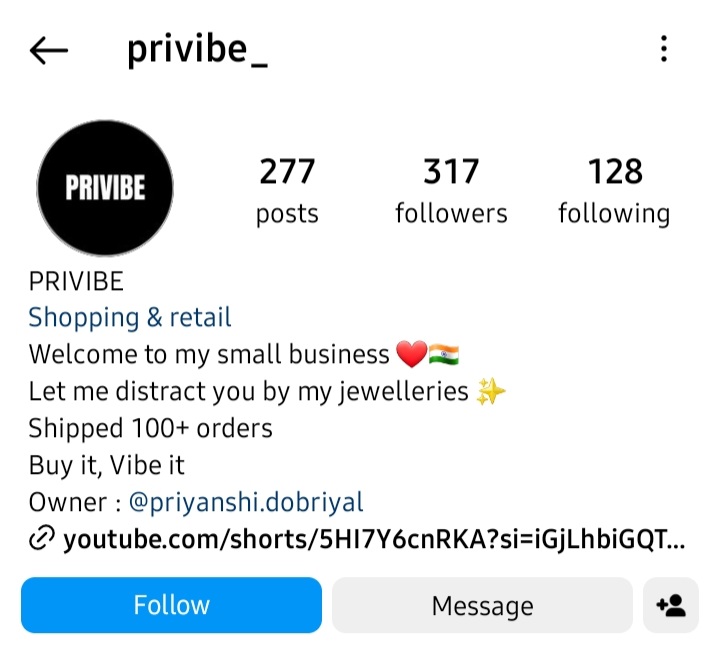 privibe_
PRIVIBE
277 317 128
posts followers following
PRIVIBE
Shopping & retail
Welcome to my small business ❤️🇮🇳
Let me distract you by my jewelleries ✨
Shipped 100+ orders
Buy it, Vibe it
Owner : @priyanshi.dobriyal
youtube.com/shorts/5HI7Y6cnRKA?si=iGjLhbiGQT...
Follow Message